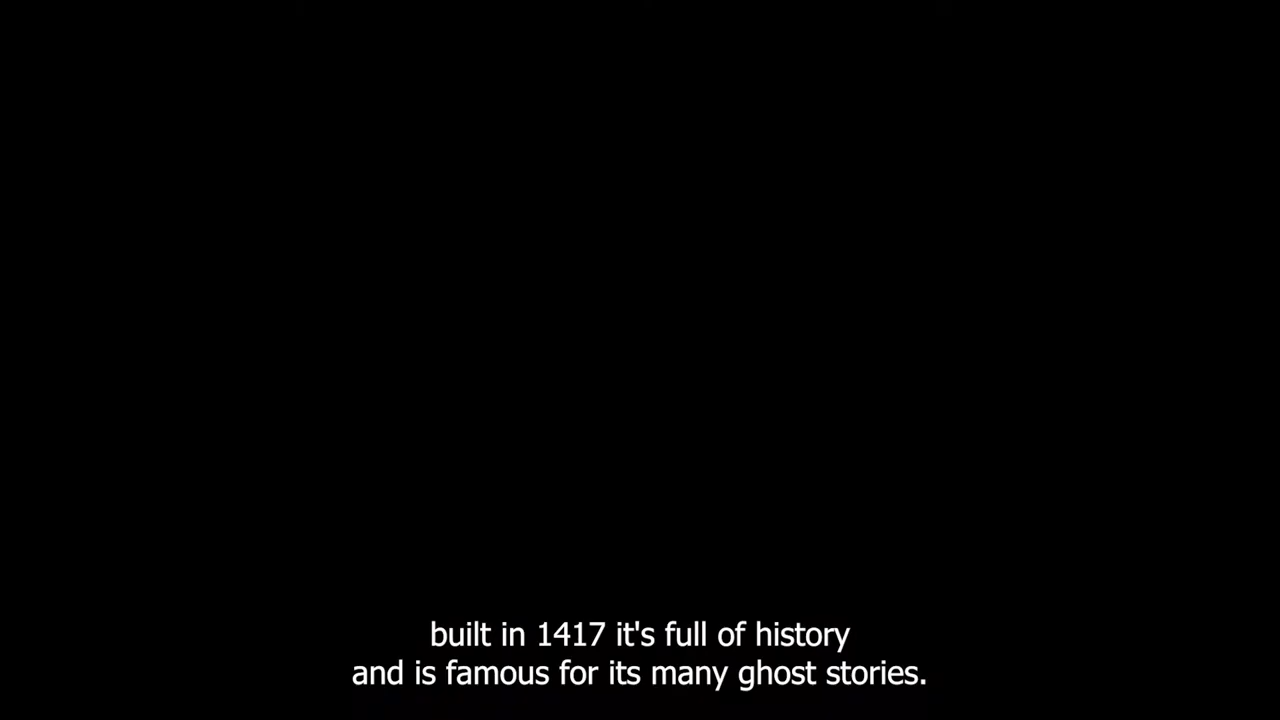 built in 1417 it's full of history
and is famous for its many ghost stories.